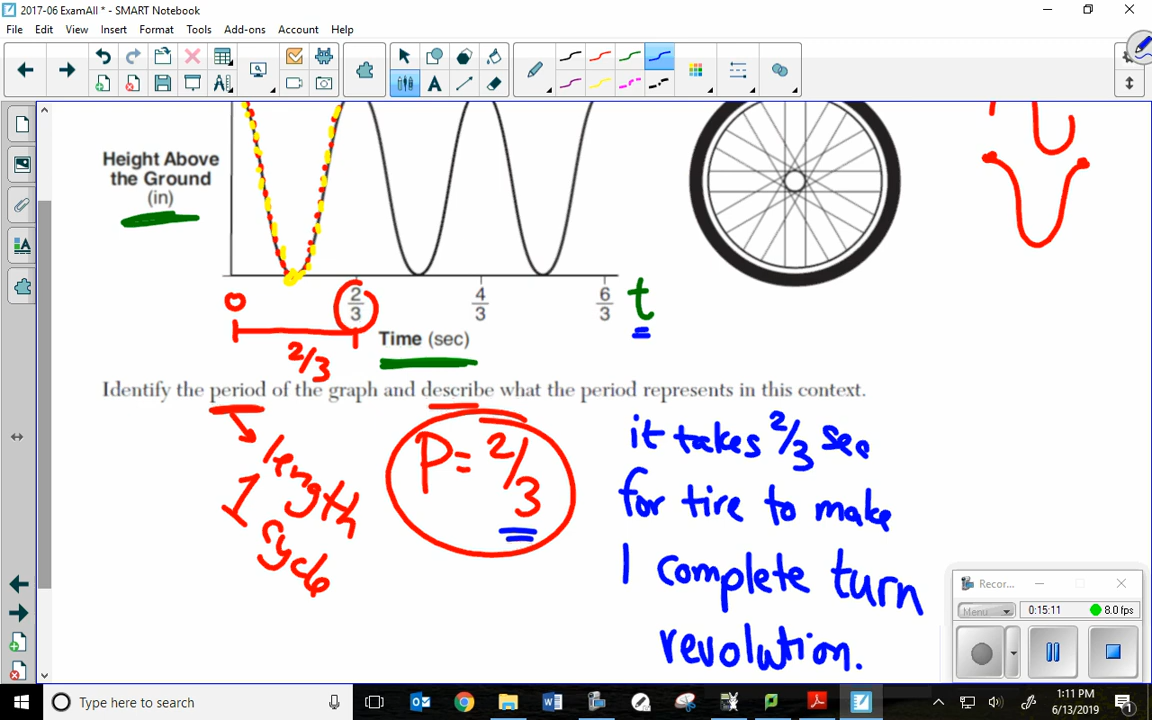 2017-06 ExamAll * - SMART Notebook
File Edit View Insert Format Tools Add-ons Account Help
Height Above
the Ground
(in)
0
2/3
4/3
6/3
t
Time (sec)
2/3
Identify the period of the graph and describe what the period represents in this context.
length
1
cycle
P = 2/3
it takes 2/3 sec
for tire to make
1 complete turn
revolution.
Recor...
Menu
0:15:11
8.0 fps
Type here to search
1:11 PM
6/13/2019
1